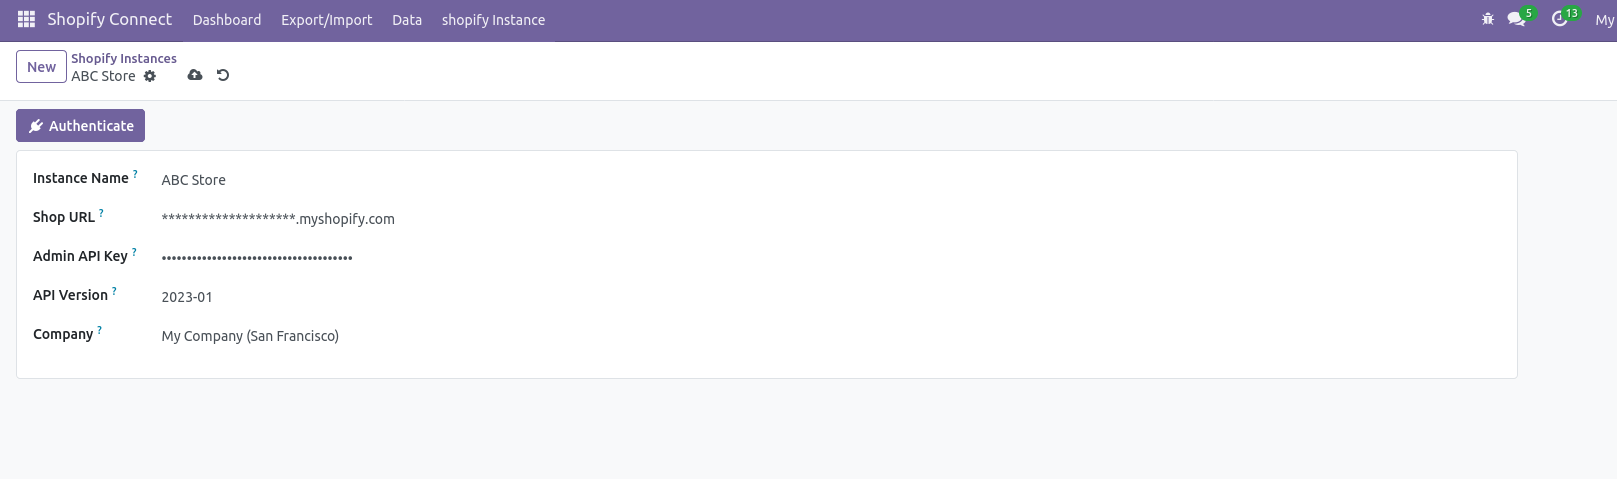 Shopify Connect Dashboard Export/Import Data shopify Instance 5 13 My
New
Shopify Instances
ABC Store
Authenticate
Instance Name ? ABC Store
Shop URL ? ********************.myshopify.com
Admin API Key ? ••••••••••••••••••••••••••••••••••••••
API Version ? 2023-01
Company ? My Company (San Francisco)